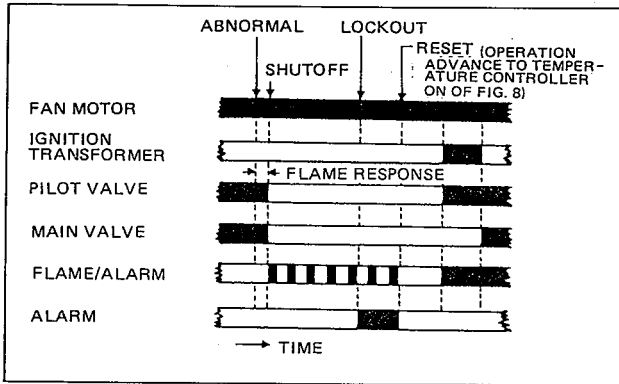 ABNORMAL LOCKOUT
SHUTOFF
RESET (OPERATION
ADVANCE TO TEMPER-
ATURE CONTROLLER
ON OF FIG. 8)
FAN MOTOR
IGNITION
TRANSFORMER
FLAME RESPONSE
PILOT VALVE
MAIN VALVE
FLAME/ALARM
ALARM
TIME